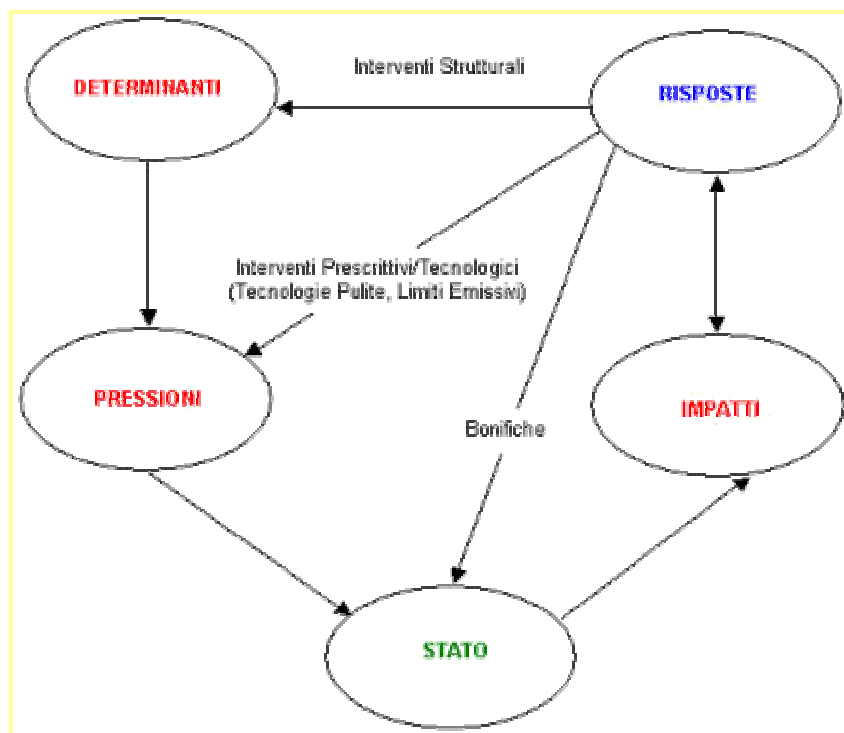 DETERMINANTI
Interventi Strutturali
RISPOSTE
Interventi Prescrittivi/Tecnologici
(Tecnologie Pulite, Limiti Emissivi)
PRESSIONI
IMPATTI
Bonifiche
STATO